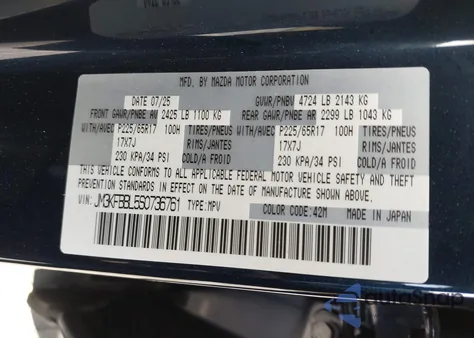 MFD. BY MAZDA MOTOR CORPORATION
DATE 07/25 GVWR/PNBV 4724 LB 2143 KG
FRONT GAWR/PNBE AV 2425 LB 1100 KG REAR GAWR/PNBE AR 2299 LB 1043 KG
WITH/AVEC P225/65R17 100H TIRES/PNEUS WITH/AVEC P225/65R17 100H TIRES/PNEUS
17X7J RIMS/JANTES 17X7J RIMS/JANTES
230 KPA/34 PSI COLD/A FROID 230 KPA/34 PSI COLD/A FROID
THIS VEHICLE CONFORMS TO ALL APPLICABLE FEDERAL MOTOR VEHICLE SAFETY AND
THEFT PREVENTION STANDARDS IN EFFECT ON THE DATE OF MANUFACTURE SHOWN
ABOVE.
VIN: JM3KFBBL5S0736761 TYPE: MPV COLOR CODE: 42M MADE IN JAPAN
AutoSnap